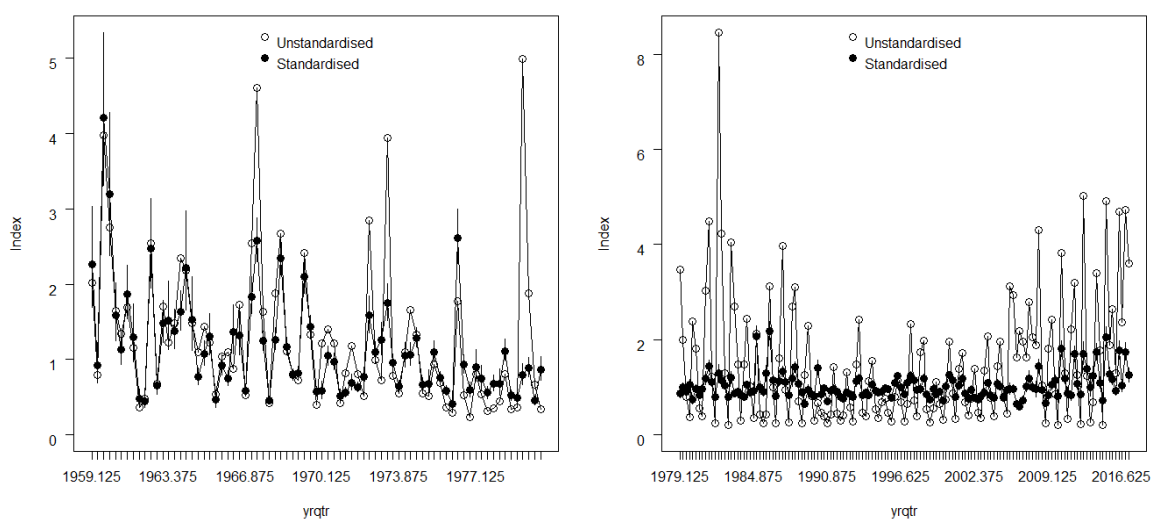 Unstandardised
Standardised
5
4
3
2
1
0
Index
1959.125 1963.375 1966.875 1970.125 1973.875 1977.125
yrqtr
Unstandardised
Standardised
8
6
4
2
0
Index
1979.125 1984.875 1990.875 1996.625 2002.375 2009.125 2016.625
yrqtr